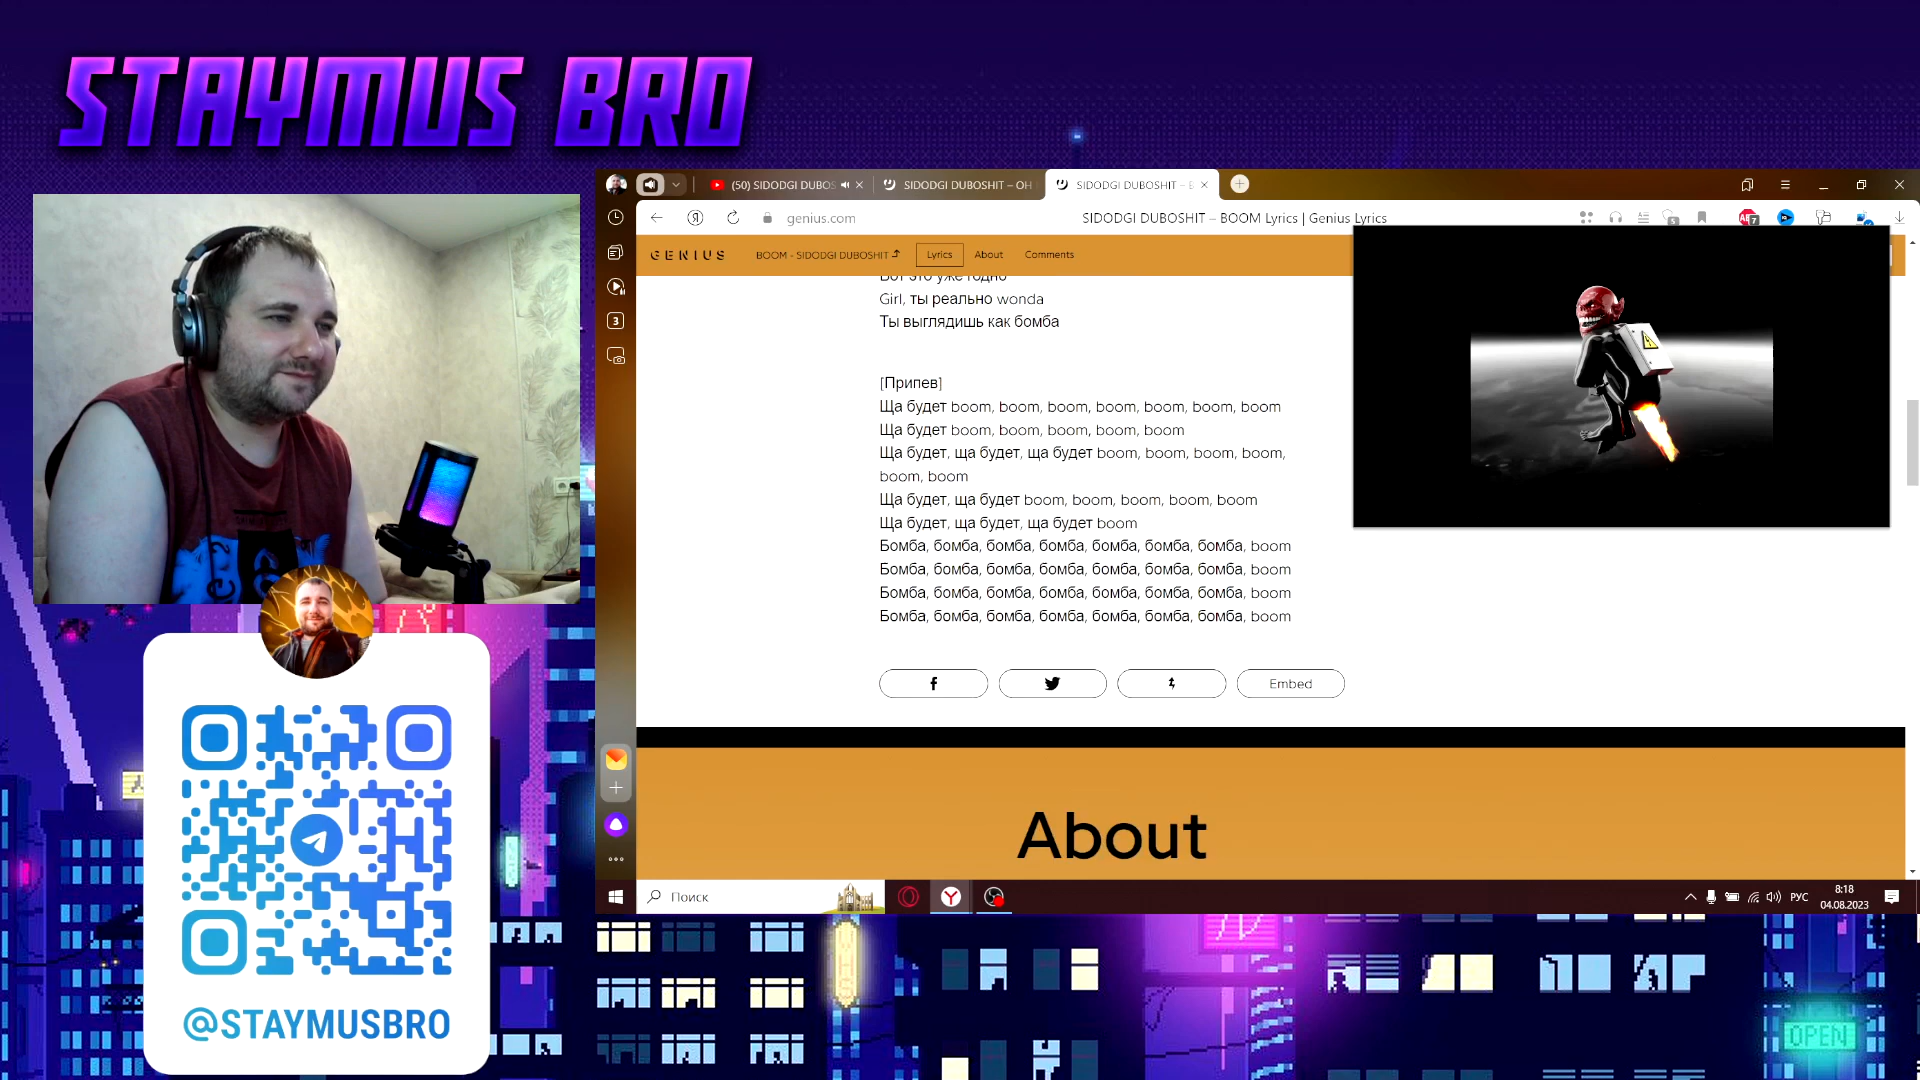 STAYMUS BRO
(50) SIDODGI DUBOS
SIDODGI DUBOSHIT – OH
SIDODGI DUBOSHIT – B
genius.com
SIDODGI DUBOSHIT – BOOM Lyrics | Genius Lyrics
GENIUS
BOOM - SIDODGI DUBOSHIT
Lyrics
About
Comments
Вот это уже годно
Girl, ты реально wonda
Ты выглядишь как бомба
[Припев]
Ща будет boom, boom, boom, boom, boom, boom, boom
Ща будет boom, boom, boom, boom, boom
Ща будет, ща будет, ща будет boom, boom, boom, boom,
boom, boom
Ща будет, ща будет boom, boom, boom, boom, boom
Ща будет, ща будет, ща будет boom
Бомба, бомба, бомба, бомба, бомба, бомба, бомба, boom
Бомба, бомба, бомба, бомба, бомба, бомба, бомба, boom
Бомба, бомба, бомба, бомба, бомба, бомба, бомба, boom
Бомба, бомба, бомба, бомба, бомба, бомба, бомба, boom
Embed
About
3
Поиск
РУС
8:18
04.08.2023
@STAYMUSBRO
OPEN